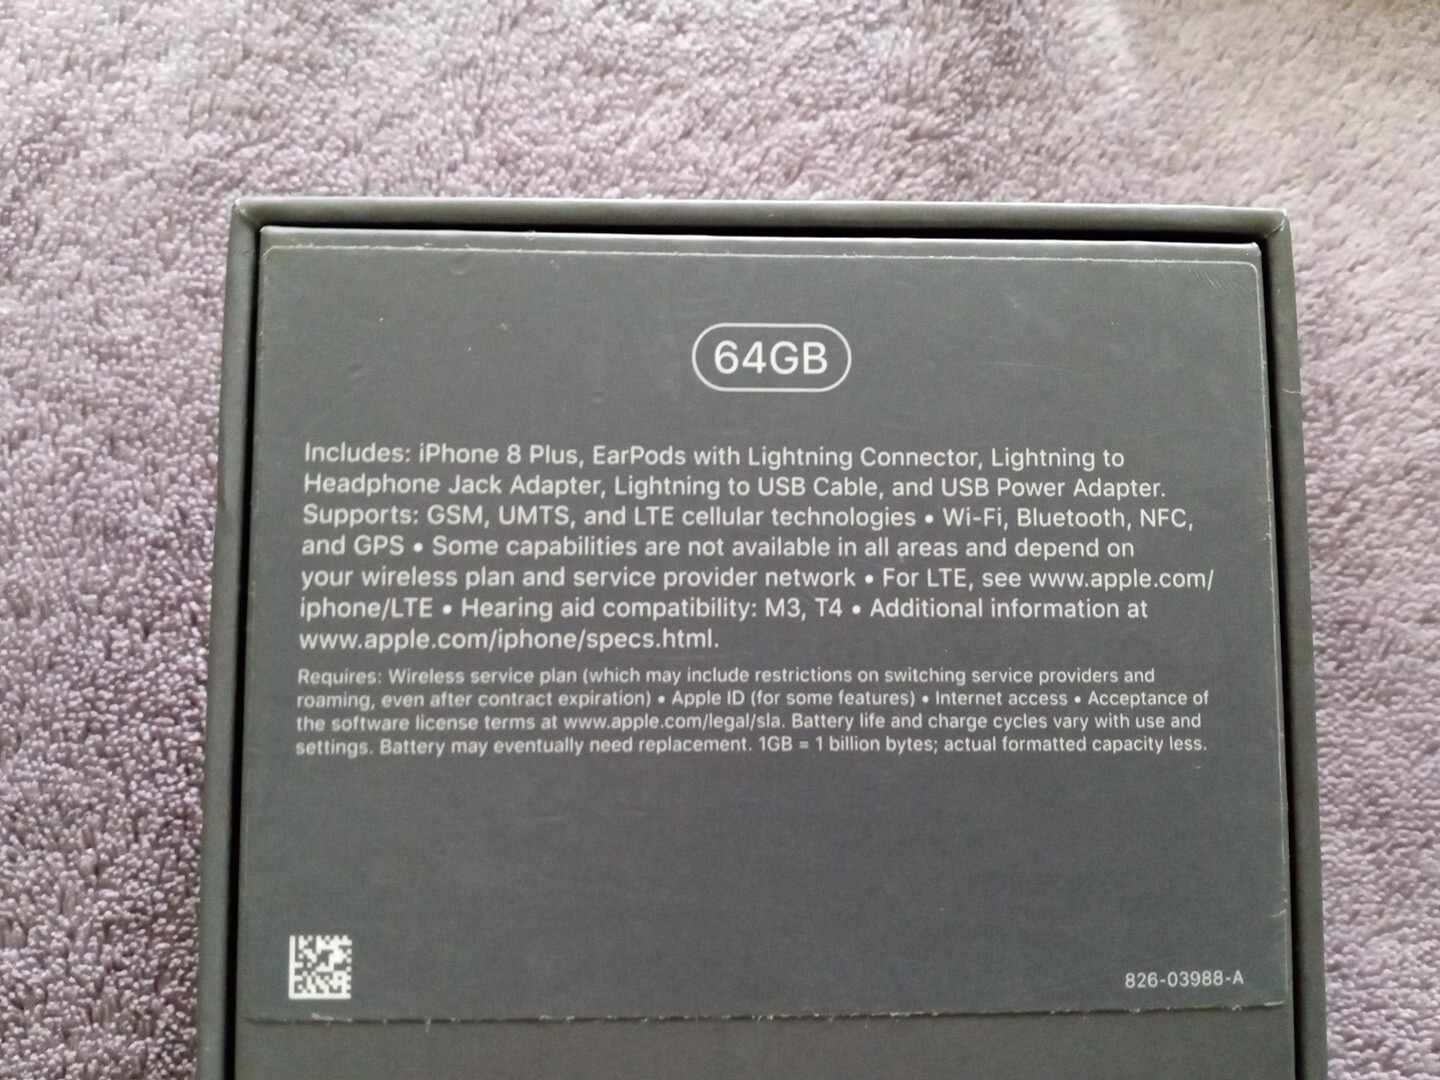 64GB
Includes: iPhone 8 Plus, EarPods with Lightning Connector, Lightning to
Headphone Jack Adapter, Lightning to USB Cable, and USB Power Adapter.
Supports: GSM, UMTS, and LTE cellular technologies • Wi-Fi, Bluetooth, NFC,
and GPS • Some capabilities are not available in all areas and depend on
your wireless plan and service provider network • For LTE, see www.apple.com/
iphone/LTE • Hearing aid compatibility: M3, T4 • Additional information at
www.apple.com/iphone/specs.html.
Requires: Wireless service plan (which may include restrictions on switching service providers and
roaming, even after contract expiration) • Apple ID (for some features) • Internet access • Acceptance of
the software license terms at www.apple.com/legal/sla. Battery life and charge cycles vary with use and
settings. Battery may eventually need replacement. 1GB = 1 billion bytes; actual formatted capacity less.
826-03988-A